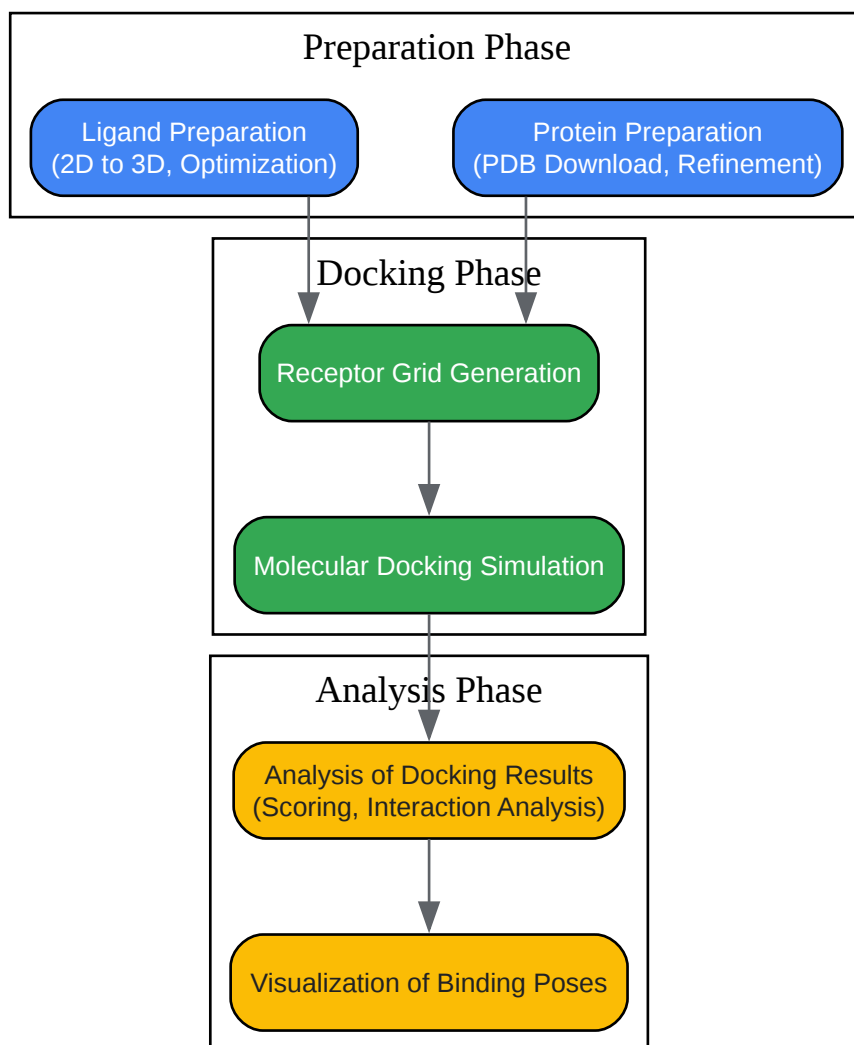 Preparation Phase
Ligand Preparation
(2D to 3D, Optimization)
Protein Preparation
(PDB Download, Refinement)
Docking Phase
Receptor Grid Generation
Molecular Docking Simulation
Analysis Phase
Analysis of Docking Results
(Scoring, Interaction Analysis)
Visualization of Binding Poses